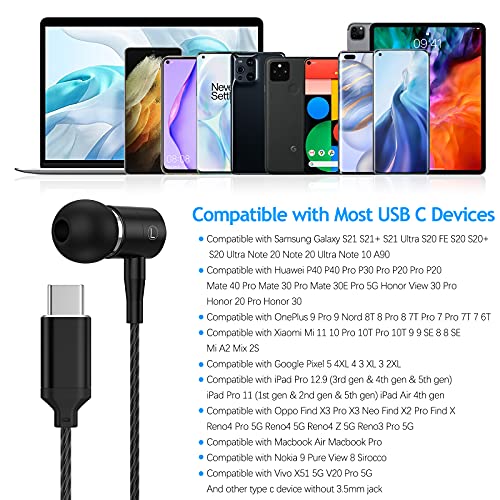 Never
Settle
09:41
08:08
L
Compatible with Most USB C Devices
Compatible with Samsung Galaxy S21 S21+ S21 Ultra S20 FE S20 S20+
S20 Ultra Note 20 Note 20 Ultra Note 10 A90
Compatible with Huawei P40 P40 Pro P30 Pro P20 Pro P20
Mate 40 Pro Mate 30 Pro Mate 30E Pro 5G Honor View 30 Pro
Honor 20 Pro Honor 30
Compatible with OnePlus 9 Pro 9 Nord 8T 8 Pro 8 7T Pro 7 Pro 7T 7 6T
Compatible with Xiaomi Mi 11 10 Pro 10T Pro 10T 9 9 SE 8 8 SE
Mi A2 Mix 2S
Compatible with Google Pixel 5 4XL 4 3 XL 3 2XL
Compatible with iPad Pro 12.9 (3rd gen & 4th gen & 5th gen)
iPad Pro 11 (1st gen & 2nd gen & 5th gen) iPad Air 4th gen
Compatible with Oppo Find X3 Pro X3 Neo Find X2 Pro Find X
Reno4 Pro 5G Reno4 5G Reno4 Z 5G Reno3 Pro 5G
Compatible with Macbook Air Macbook Pro
Compatible with Nokia 9 Pure View 8 Sirocco
Compatible with Vivo X51 5G V20 Pro 5G
And other type c device without 3.5mm jack